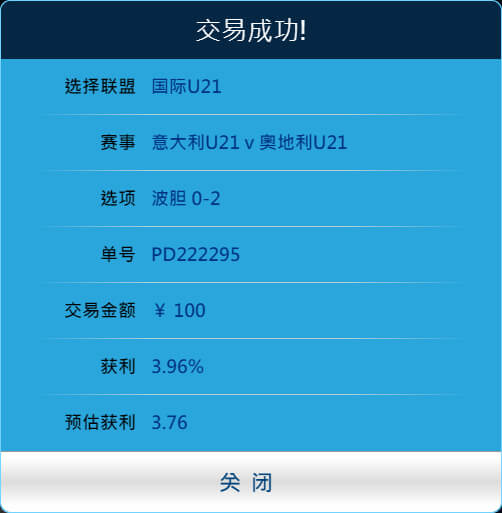 交易成功!
选择联盟 国际U21
赛事 意大利U21 v 奥地利U21
选项 波胆 0-2
单号 PD222295
交易金额 ¥ 100
获利 3.96%
预估获利 3.76
关 闭